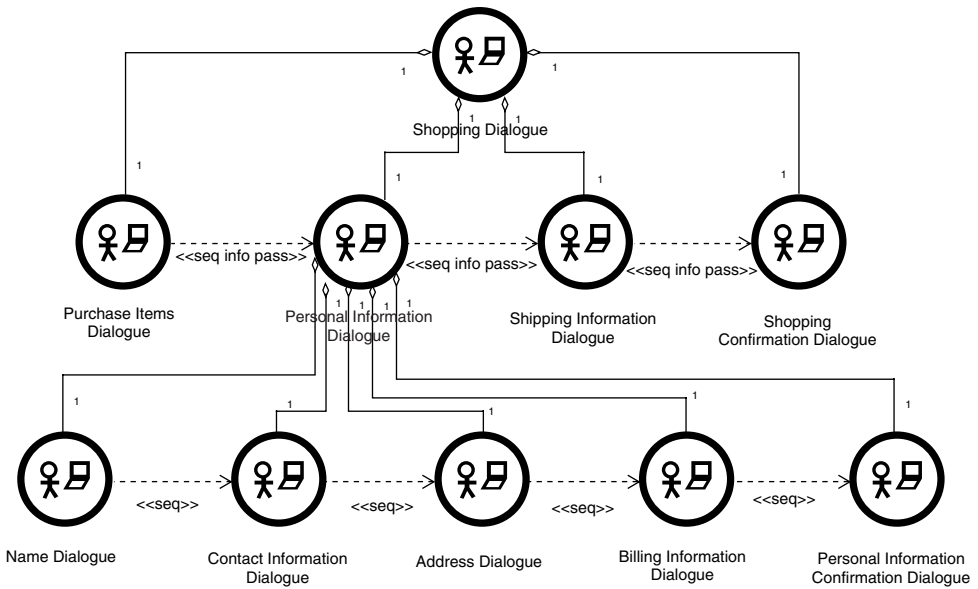 1
1
1
1
Shopping Dialogue
1
1
1
1
<<seq info pass>>
<<seq info pass>>
<<seq info pass>>
Purchase Items
Dialogue
1
1
1
1
Personal Information
Dialogue
Shipping Information
Dialogue
Shopping
Confirmation Dialogue
1
1
1
1
1
<<seq>>
<<seq>>
<<seq>>
<<seq>>
Name Dialogue
Contact Information
Dialogue
Address Dialogue
Billing Information
Dialogue
Personal Information
Confirmation Dialogue